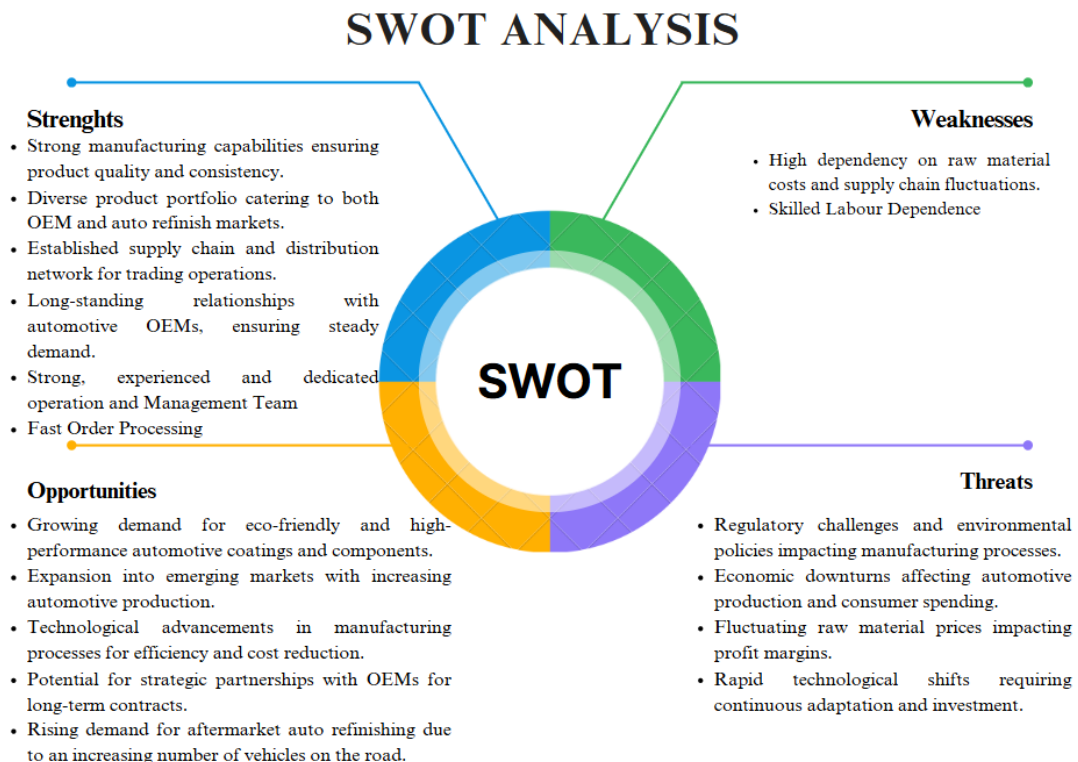 SWOT ANALYSIS
Strenghts
• Strong manufacturing capabilities ensuring
product quality and consistency.
• Diverse product portfolio catering to both
OEM and auto refinish markets.
• Established supply chain and distribution
network for trading operations.
• Long-standing relationships with
automotive OEMs, ensuring steady
demand.
• Strong, experienced and dedicated
operation and Management Team
• Fast Order Processing
Weaknesses
• High dependency on raw material
costs and supply chain fluctuations.
• Skilled Labour Dependence
SWOT
Opportunities
• Growing demand for eco-friendly and high-
performance automotive coatings and components.
• Expansion into emerging markets with increasing
automotive production.
• Technological advancements in manufacturing
processes for efficiency and cost reduction.
• Potential for strategic partnerships with OEMs for
long-term contracts.
• Rising demand for aftermarket auto refinishing due
to an increasing number of vehicles on the road.
Threats
• Regulatory challenges and environmental
policies impacting manufacturing processes.
• Economic downturns affecting automotive
production and consumer spending.
• Fluctuating raw material prices impacting
profit margins.
• Rapid technological shifts requiring
continuous adaptation and investment.